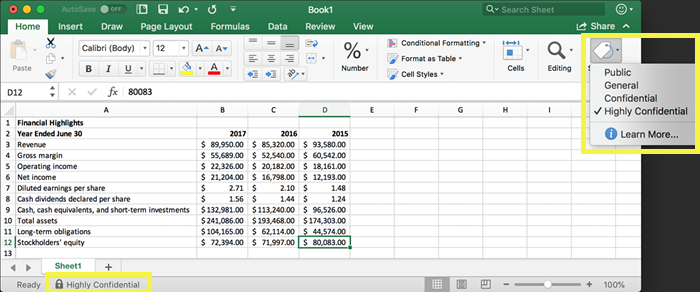 AutoSave OFF Book1 Search Sheet
Home Insert Draw Page Layout Formulas Data Review View Share
Paste Calibri (Body) 12 A A B I U A % Number Conditional Formatting Format as Table Cell Styles Cells Editing
Public
General
Confidential
✓ Highly Confidential
Learn More...
D12 fx 80083
A B C D E F G H I J K
1 Financial Highlights
2 Year Ended June 30 2017 2016 2015
3 Revenue $ 89,950.00 $ 85,320.00 $ 93,580.00
4 Gross margin $ 55,689.00 $ 52,540.00 $ 60,542.00
5 Operating income $ 22,326.00 $ 20,182.00 $ 18,161.00
6 Net income $ 21,204.00 $ 16,798.00 $ 12,193.00
7 Diluted earnings per share $ 2.71 $ 2.10 $ 1.48
8 Cash dividends declared per share $ 1.56 $ 1.44 $ 1.24
9 Cash, cash equivalents, and short-term investments $ 132,981.00 $ 113,240.00 $ 96,526.00
10 Total assets $ 241,086.00 $ 193,468.00 $ 174,303.00
11 Long-term obligations $ 104,165.00 $ 62,114.00 $ 44,574.00
12 Stockholders' equity $ 72,394.00 $ 71,997.00 $ 80,083.00
13
Sheet1 +
Ready Highly Confidential 100%